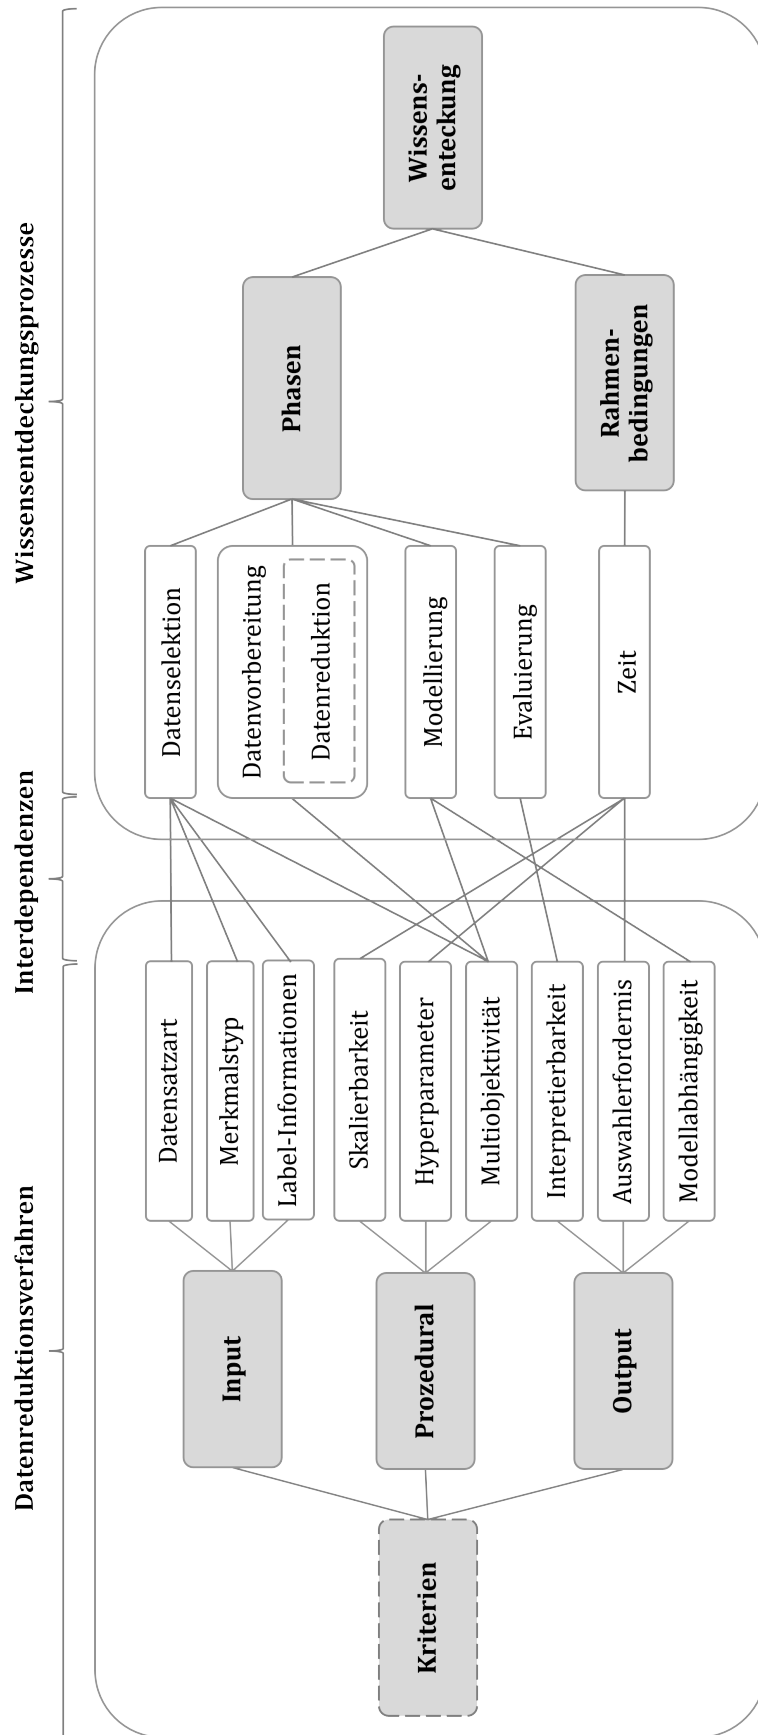 Datenreduktionsverfahren
Interdependenzen
Wissensentdeckungsprozesse
Kriterien
Input
Prozedural
Output
Datensatzart
Merkmalstyp
Label-Informationen
Skalierbarkeit
Hyperparameter
Multiobjektivität
Interpretierbarkeit
Auswahlerfordernis
Modellabhängigkeit
Datenselektion
Datenvorbereitung
Datenreduktion
Modellierung
Evaluierung
Zeit
Phasen
Rahmen-
bedingungen
Wissens-
enteckung